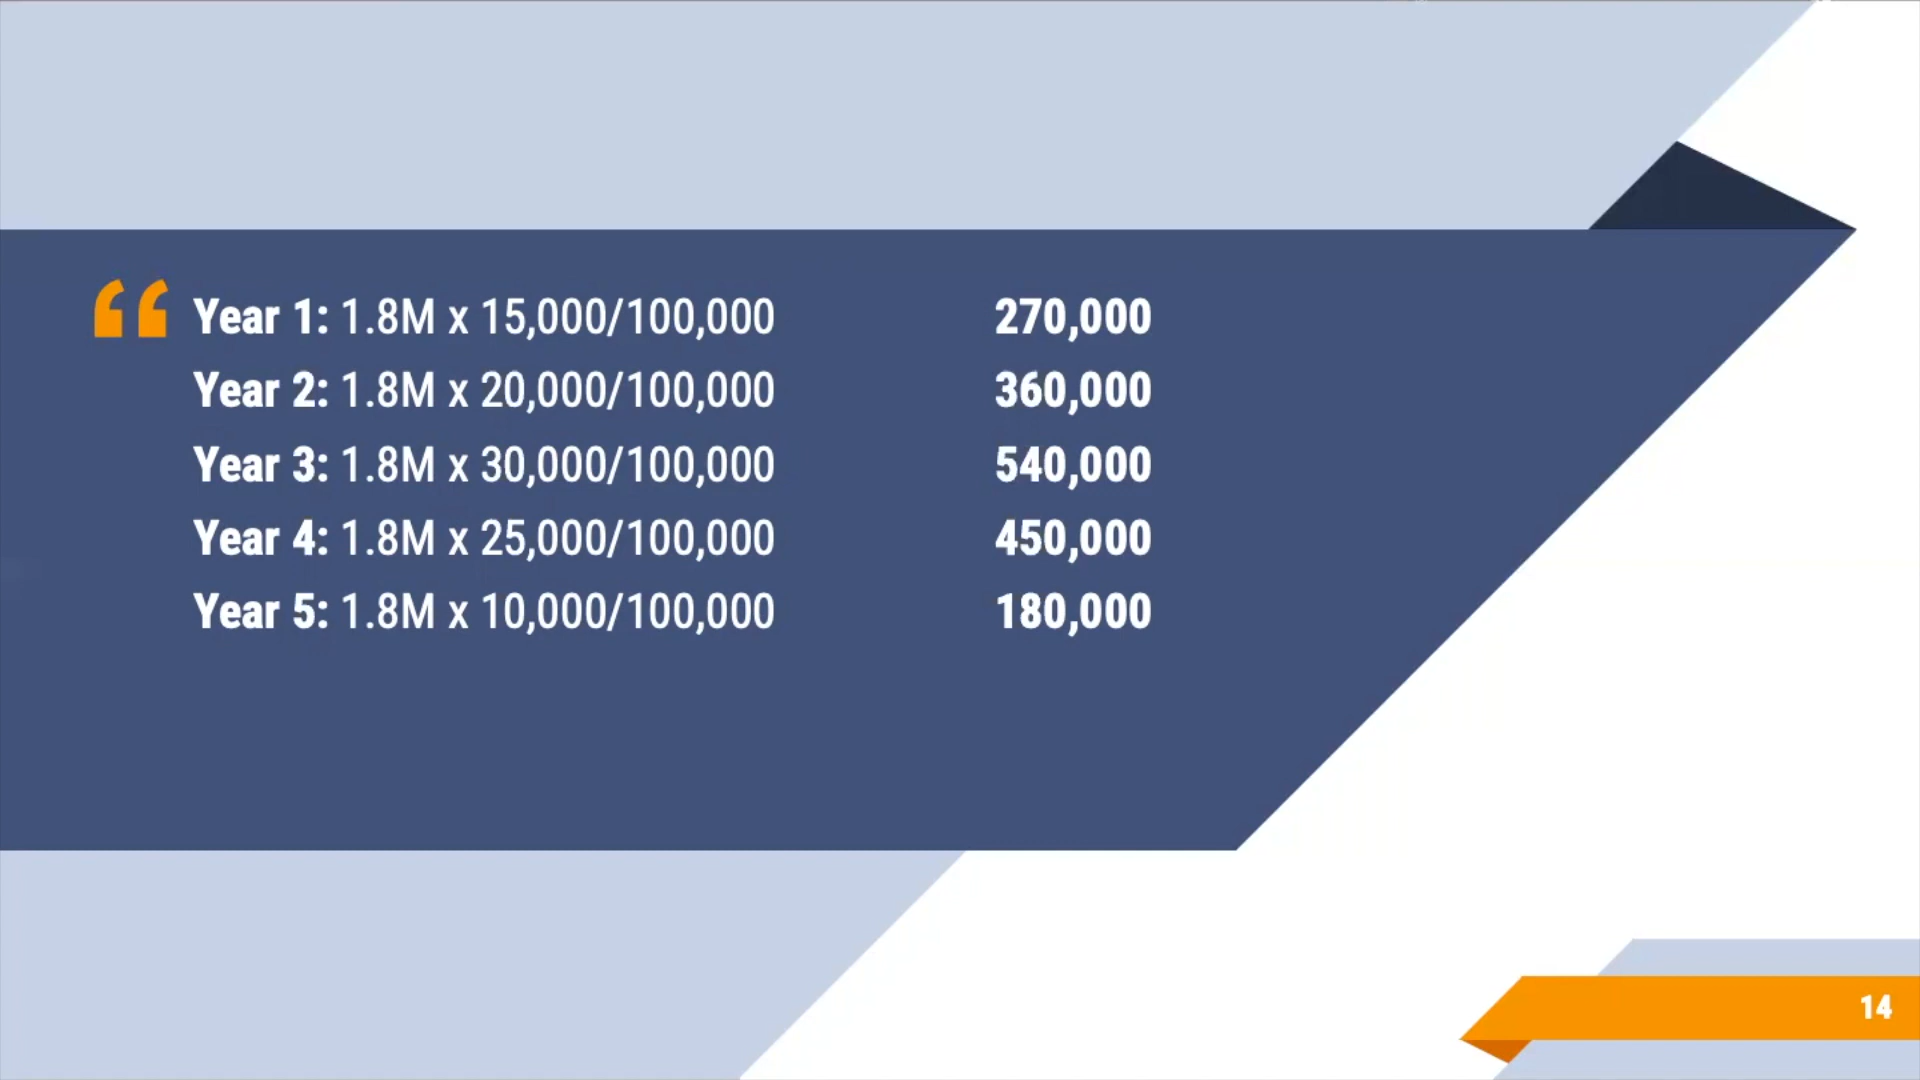 “ Year 1: 1.8M x 15,000/100,000 270,000
Year 2: 1.8M x 20,000/100,000 360,000
Year 3: 1.8M x 30,000/100,000 540,000
Year 4: 1.8M x 25,000/100,000 450,000
Year 5: 1.8M x 10,000/100,000 180,000
14